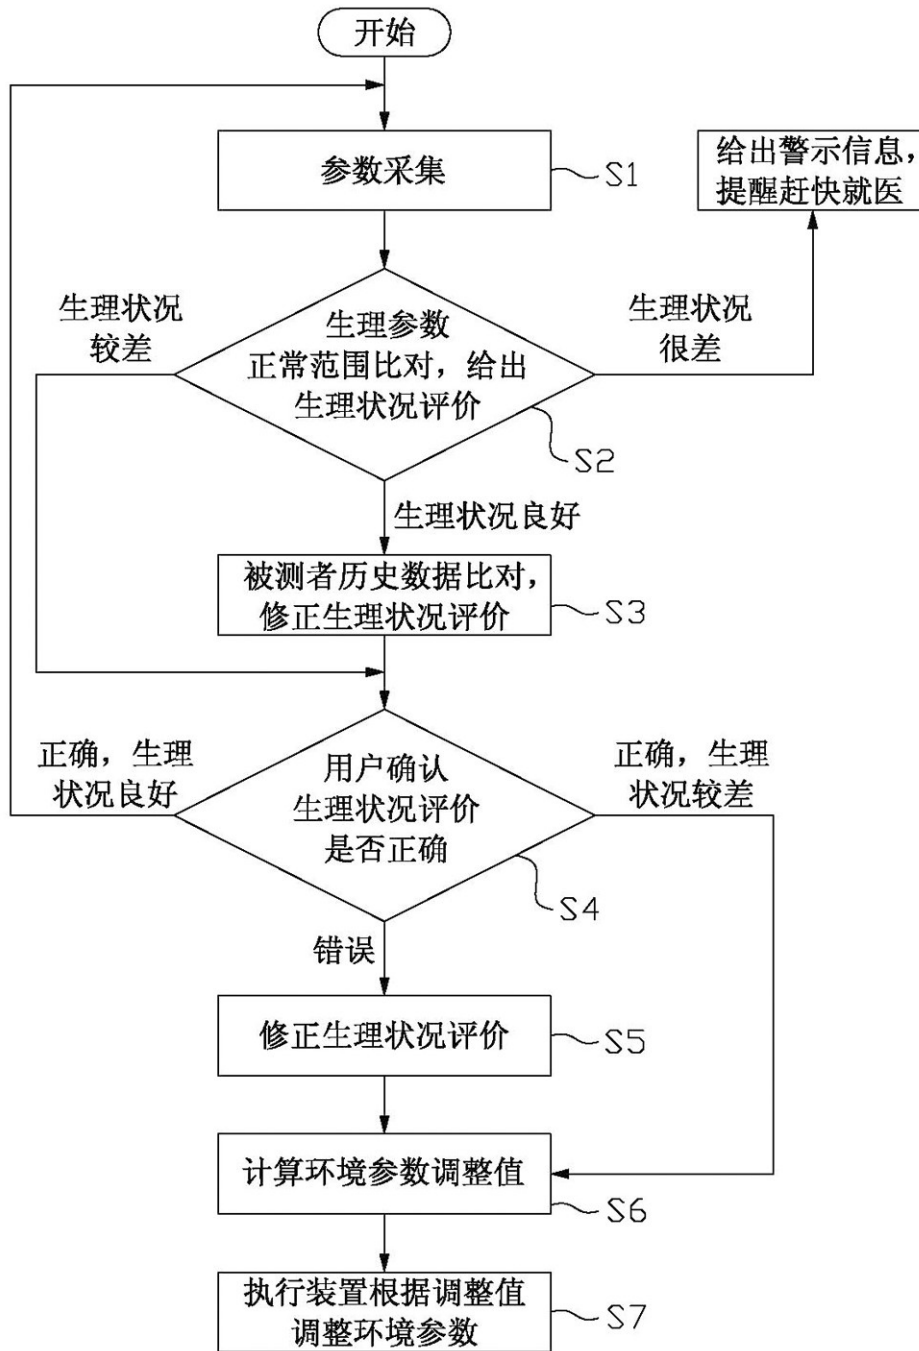 开始
参数采集
S1
给出警示信息，
提醒赶快就医
生理状况
较差
生理参数
正常范围比对，给出
生理状况评价
生理状况
很差
S2
生理状况良好
被测者历史数据比对，
修正生理状况评价
S3
正确，生理
状况良好
用户确认
生理状况评价
是否正确
正确，生理
状况较差
S4
错误
修正生理状况评价
S5
计算环境参数调整值
S6
执行装置根据调整值
调整环境参数
S7